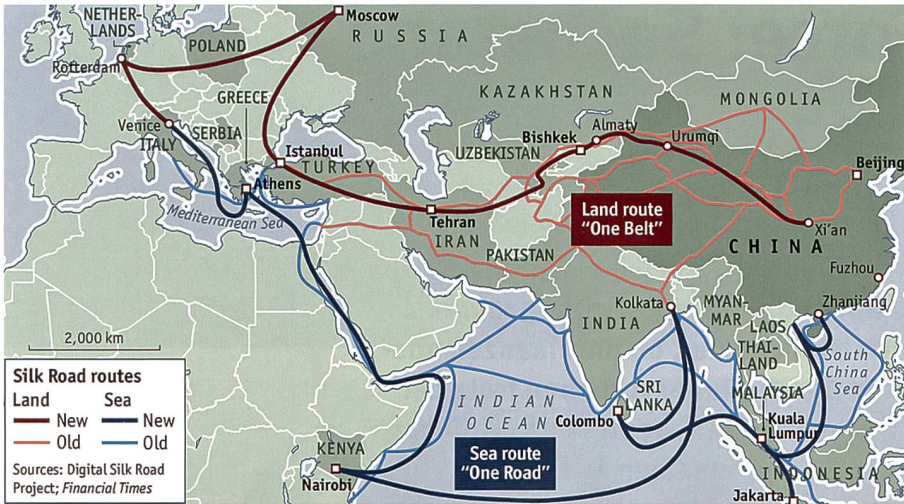 NETHER-
LANDS
Moscow
RUSSIA
POLAND
Rotterdam
KAZAKHSTAN
MONGOLIA
GREECE
Venice
ITALY
SERBIA
Bishkek
Almaty
Urumqi
UZBEKISTAN
Beijing
Istanbul
TURKEY
Athens
Mediterranean Sea
Tehran
IRAN
Land route
"One Belt"
Xi'an
CHINA
PAKISTAN
Fuzhou
Kolkata
MYAN-
MAR
Zhanjiang
INDIA
LAOS
THAI-
LAND
South
China
Sea
2,000 km
SRI
LANKA
MALAYSIA
Kuala
Lumpur
Colombo
INDIAN
OCEAN
Sea route
"One Road"
KENYA
Nairobi
INDONESIA
Jakarta
Silk Road routes
Land Sea
New New
Old Old
Sources: Digital Silk Road
Project; Financial Times